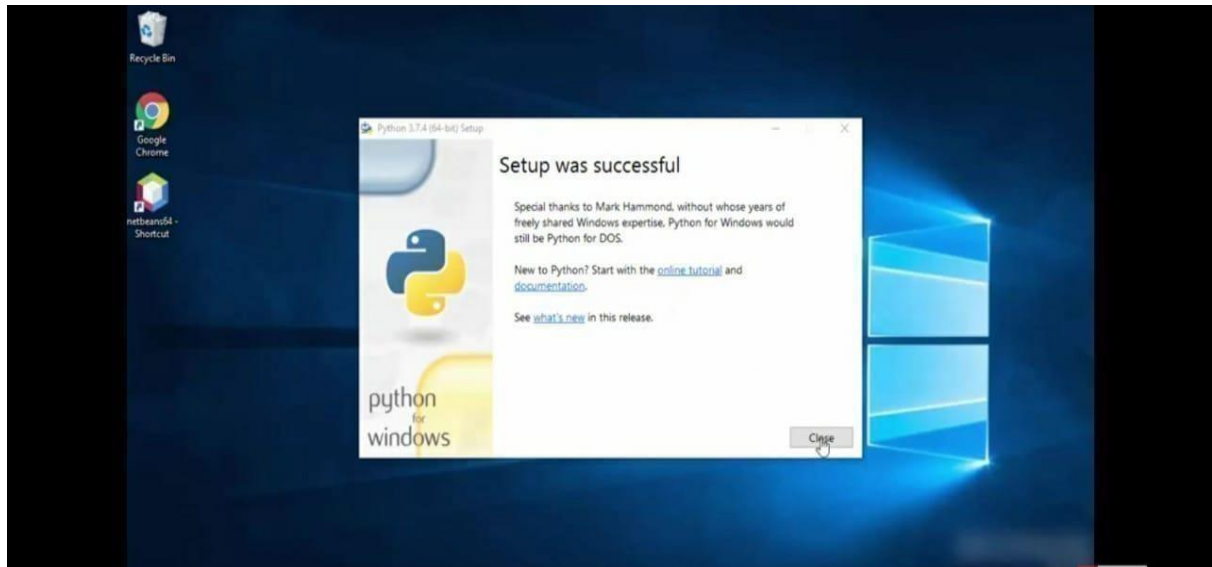 Recycle Bin
Google
Chrome
netbeans64 -
Shortcut
Python 3.7.4 (64-bit) Setup
Setup was successful
Special thanks to Mark Hammond, without whose years of
freely shared Windows expertise, Python for Windows would
still be Python for DOS.
New to Python? Start with the online tutorial and
documentation.
See what's new in this release.
python
for
windows
Close